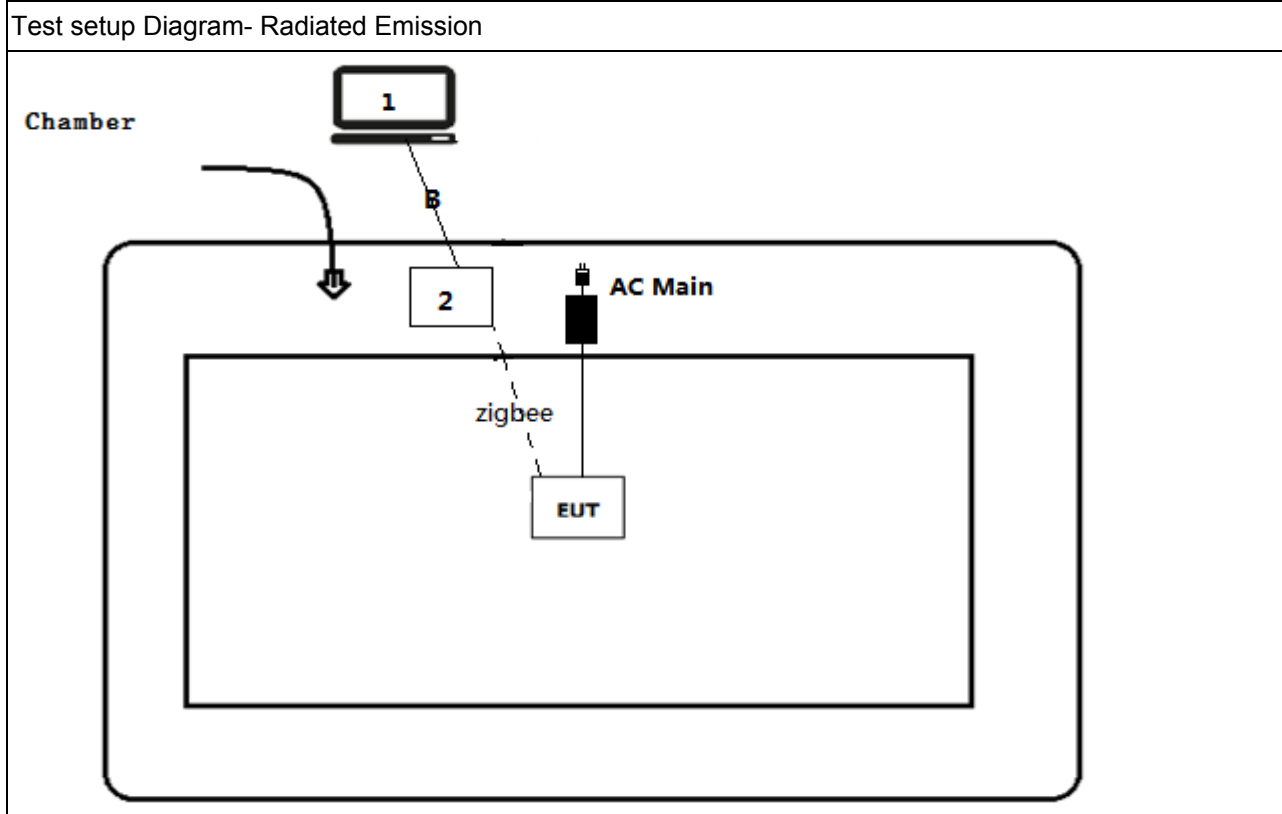 Test setup Diagram- Radiated Emission
1
Chamber
B
2
AC Main
zigbee
EUT